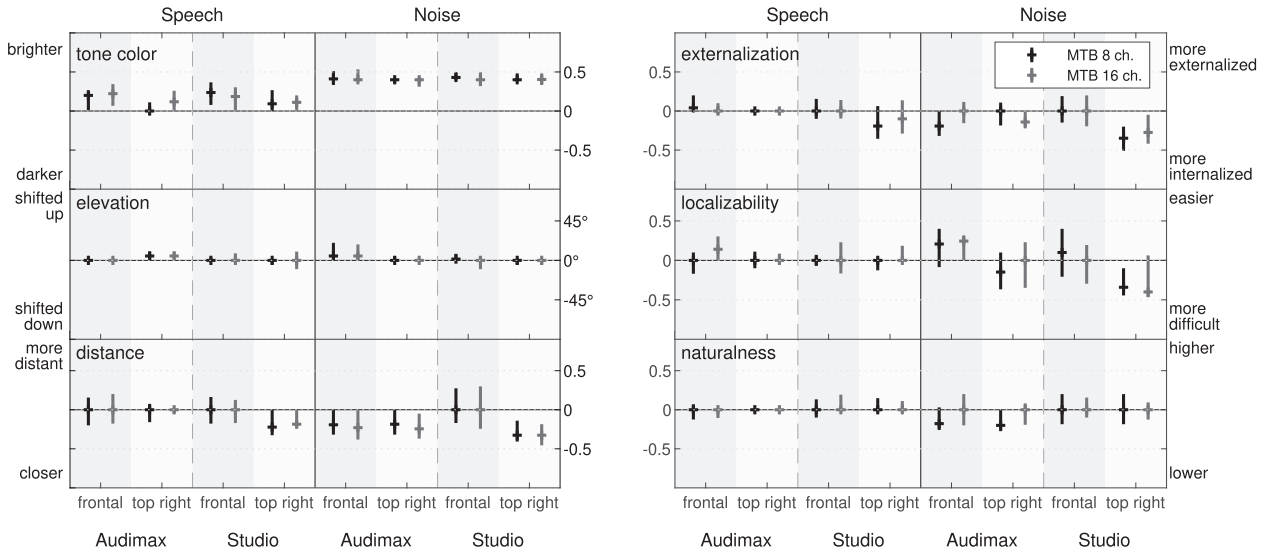 Speech
Noise
brighter
tone color
0.5
0
-0.5
darker
shifted
up
elevation
45°
0°
-45°
shifted
down
more
distant
distance
0.5
0
-0.5
closer
frontal top right frontal top right frontal top right frontal top right
Audimax Studio Audimax Studio
Speech
Noise
externalization
MTB 8 ch.
MTB 16 ch.
more
externalized
0.5
0
-0.5
more
internalized
localizability
easier
0.5
0
-0.5
more
difficult
naturalness
higher
0.5
0
-0.5
lower
frontal top right frontal top right frontal top right frontal top right
Audimax Studio Audimax Studio